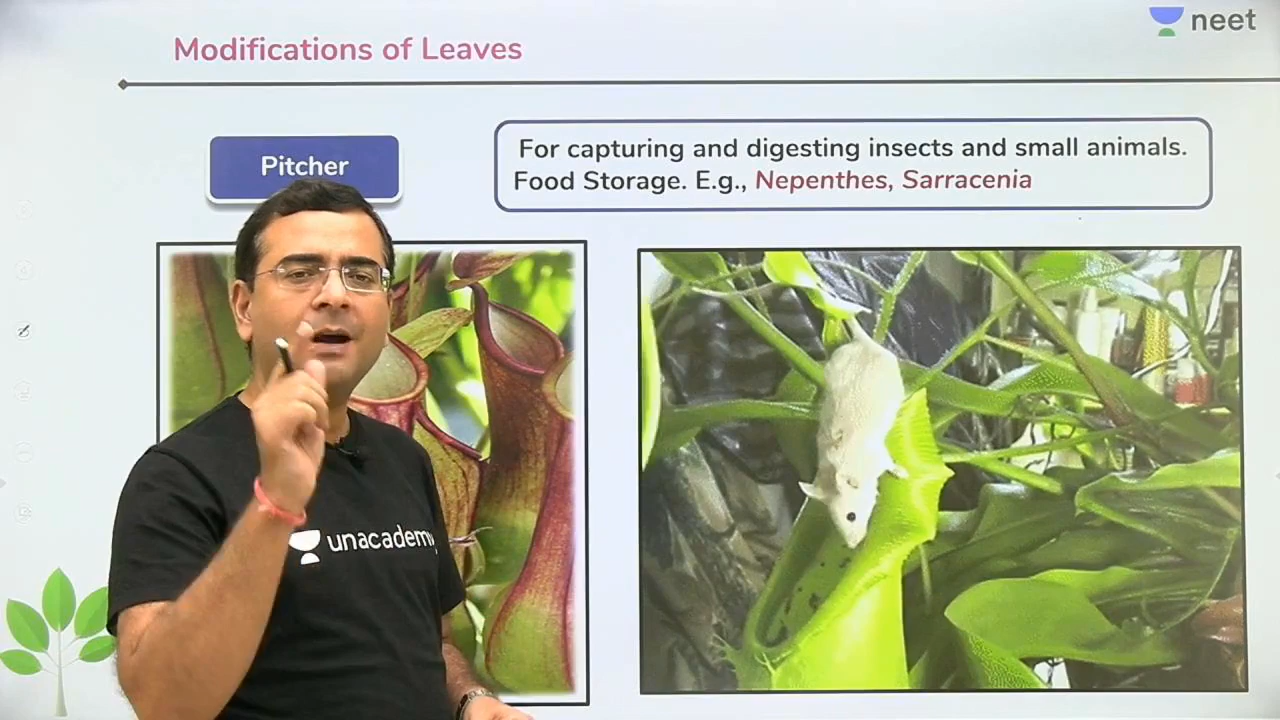 neet
Modifications of Leaves
Pitcher
For capturing and digesting insects and small animals.
Food Storage. E.g., Nepenthes, Sarracenia
unacademy